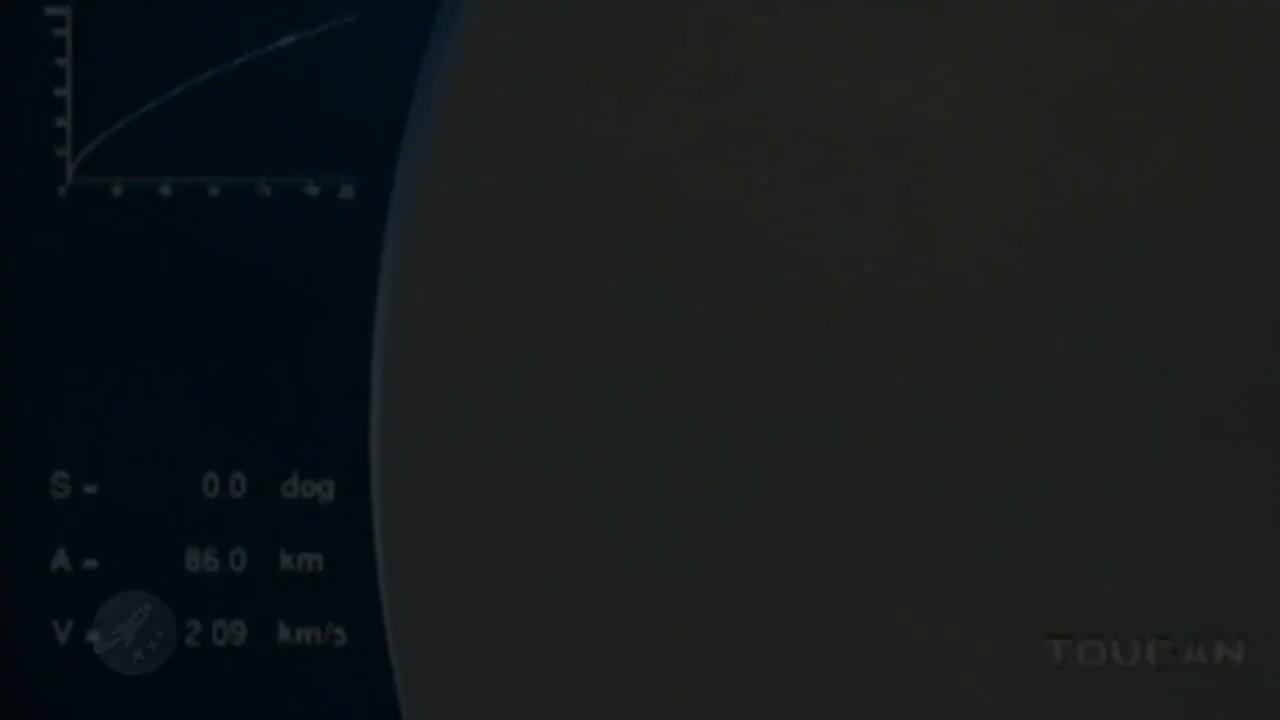 S = 0.0 dog
A = 86.0 km
V = 2.09 km/s
TOUCAN